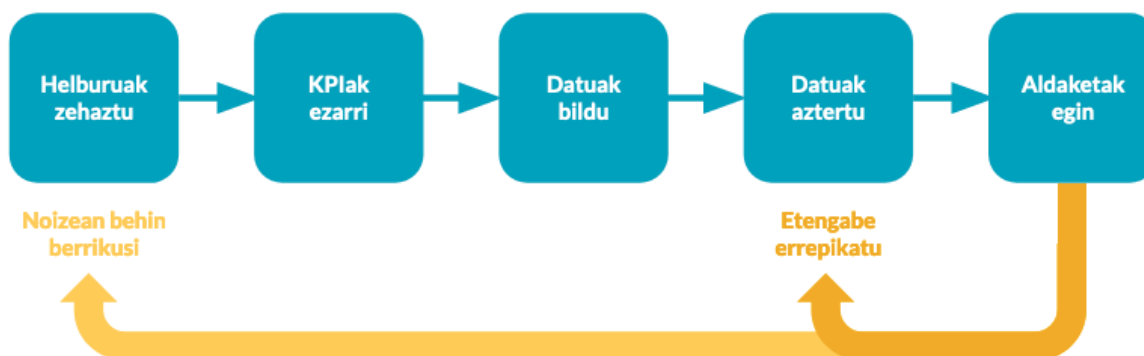 Helburuak
zehaztu
KPIak
ezarri
Datuak
bildu
Datuak
aztertu
Aldaketak
egin
Noizean behin
berrikusi
Etengabe
errepikatu